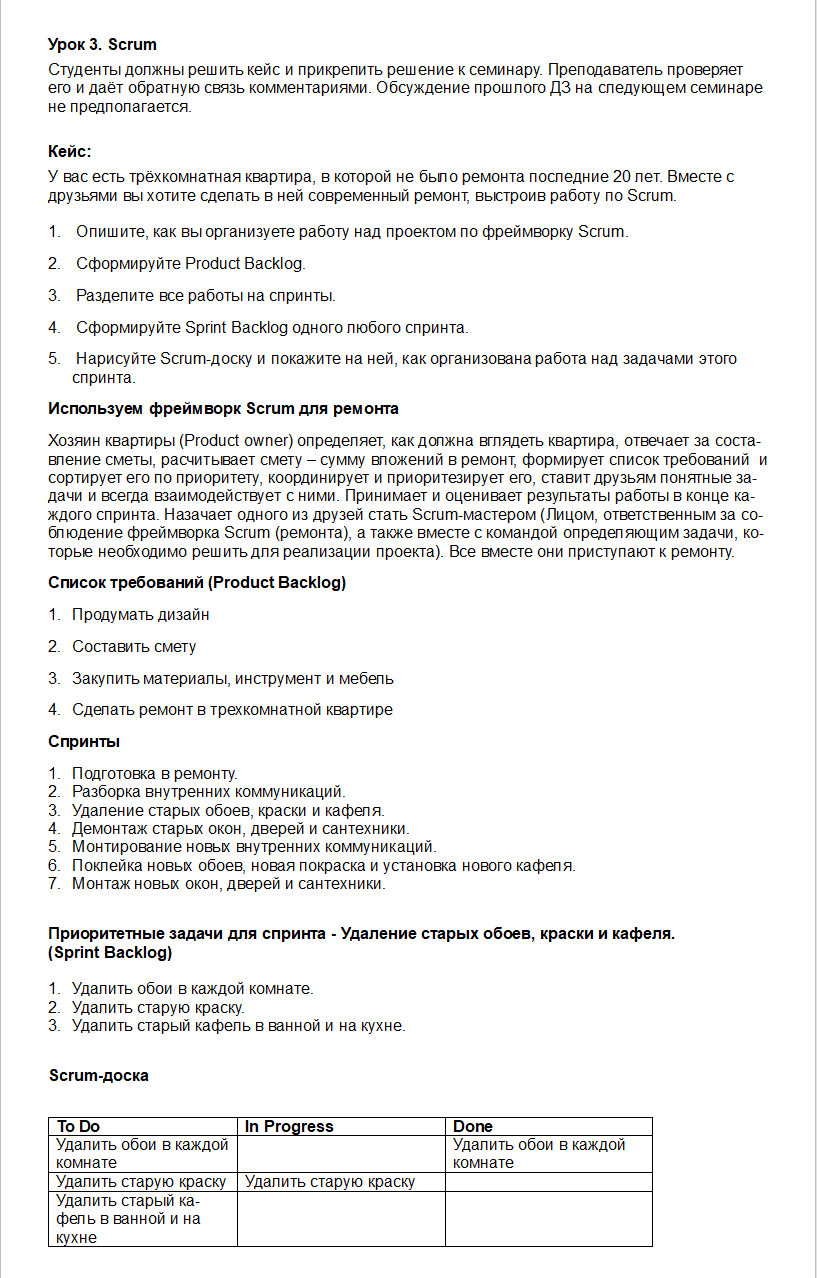 Урок 3. Scrum
Студенты должны решить кейс и прикрепить решение к семинару. Преподаватель проверяет
его и даёт обратную связь комментариями. Обсуждение прошлого ДЗ на следующем семинаре
не предполагается.
Кейс:
У вас есть трёхкомнатная квартира, в которой не было ремонта последние 20 лет. Вместе с
друзьями вы хотите сделать в ней современный ремонт, выстроив работу по Scrum.
1. Опишите, как вы организуете работу над проектом по фреймворку Scrum.
2. Сформируйте Product Backlog.
3. Разделите все работы на спринты.
4. Сформируйте Sprint Backlog одного любого спринта.
5. Нарисуйте Scrum-доску и покажите на ней, как организована работа над задачами этого
спринта.
Используем фреймворк Scrum для ремонта
Хозяин квартиры (Product owner) определяет, как должна вглядеть квартира, отвечает за соста-
вление сметы, расчитывает смету – сумму вложений в ремонт, формирует список требований и
сортирует его по приоритету, координирует и приоритезирует его, ставит друзьям понятные за-
дачи и всегда взаимодействует с ними. Принимает и оценивает результаты работы в конце ка-
ждого спринта. Назачает одного из друзей стать Scrum-мастером (Лицом, ответственным за со-
блюдение фреймворка Scrum (ремонта), а также вместе с командой определяющим задачи, ко-
торые необходимо решить для реализации проекта). Все вместе они приступают к ремонту.
Список требований (Product Backlog)
1. Продумать дизайн
2. Составить смету
3. Закупить материалы, инструмент и мебель
4. Сделать ремонт в трехкомнатной квартире
Спринты
1. Подготовка в ремонту.
2. Разборка внутренних коммуникаций.
3. Удаление старых обоев, краски и кафеля.
4. Демонтаж старых окон, дверей и сантехники.
5. Монтирование новых внутренних коммуникаций.
6. Поклейка новых обоев, новая покраска и установка нового кафеля.
7. Монтаж новых окон, дверей и сантехники.
Приоритетные задачи для спринта - Удаление старых обоев, краски и кафеля.
(Sprint Backlog)
1. Удалить обои в каждой комнате.
2. Удалить старую краску.
3. Удалить старый кафель в ванной и на кухне.
Scrum-доска
To Do In Progress Done
Удалить обои в каждой Удалить обои в каждой
комнате комнате
Удалить старую краску Удалить старую краску
Удалить старый ка-
фель в ванной и на
кухне